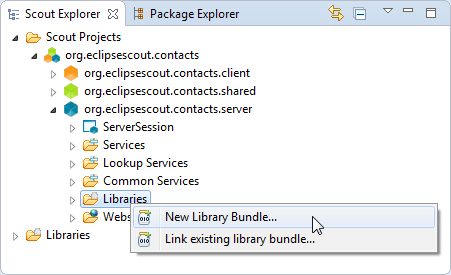 Scout Explorer Package Explorer
Scout Projects
org.eclipsescout.contacts
org.eclipsescout.contacts.client
org.eclipsescout.contacts.shared
org.eclipsescout.contacts.server
ServerSession
Services
Lookup Services
Common Services
Libraries
New Library Bundle...
Webs
Link existing library bundle...
Libraries